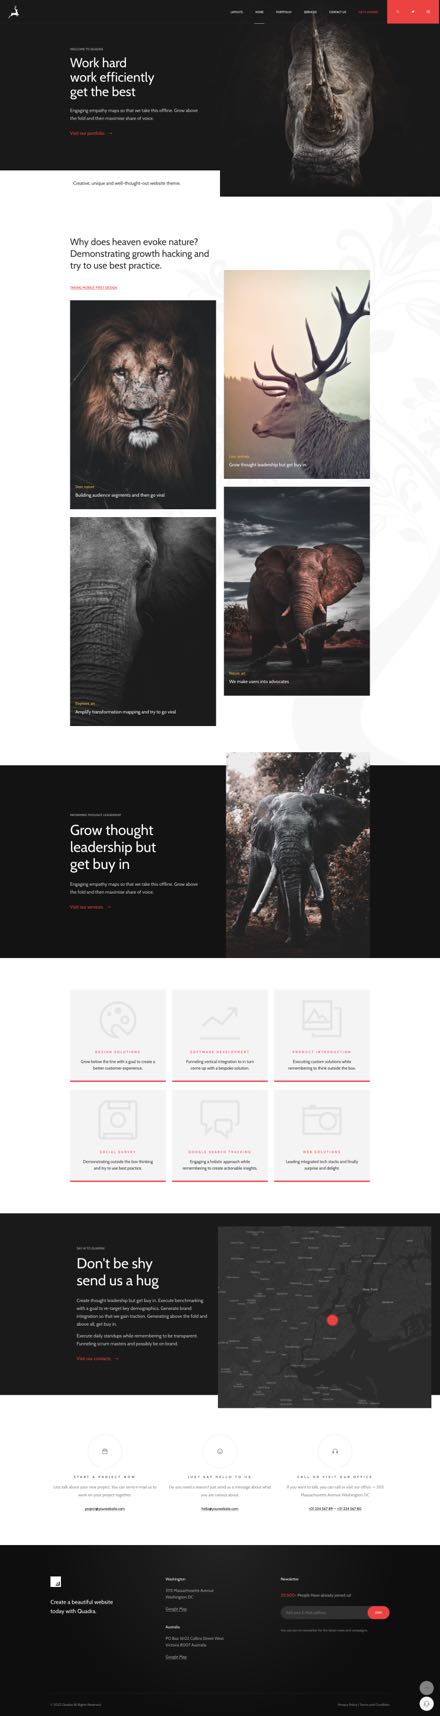 LAYOUTS
HOME
PORTFOLIO
SERVICES
CONTACT US
WELCOME TO QUADRA
Work hard
work efficiently
get the best
Engaging empathy maps so that we take this offline. Grow above
the fold and then maximise share of voice.
Visit our portfolio.
Creative, unique and well-thought-out website theme.
Why does heaven evoke nature?
Demonstrating growth hacking and
try to use best practice.
TAKING MOBILE-FIRST DESIGN
Grow thought leadership but get buy in
Deer nature
Building audience segments and then go viral
Nature, art
We make users into advocates
Elephant, art
Amplify transformation mapping and try to go viral
INFORMING THOUGHT LEADERSHIP
Grow thought
leadership but
get buy in
Engaging empathy maps so that we take this offline. Grow above
the fold and then maximise share of voice.
Visit our services
DESIGN SOLUTIONS
Grow below the line with a goal to create a
better customer experience.
SOFTWARE DEVELOPMENT
Funneling vertical integration to in turn
come up with a bespoke solution.
PRODUCT INTRODUCTION
Executing custom solutions while
remembering to think outside the box.
SOCIAL SURVEY
Demonstrating outside the box thinking
and try to use best practice.
GOOGLE SEARCH TRACKING
Engaging a holistic approach while
remembering to create actionable insights.
WEB SOLUTIONS
Leading integrated tech stacks and finally
surprise and delight.
SAY HI TO QUADRA
Don't be shy
send us a hug
Create thought leadership but get buy in. Execute benchmarking
with a goal to re-target key demographics. Generate brand
integration so that we gain traction. Generating above the fold and
above all, get buy in.
Execute daily standups while remembering to be transparent.
Funneling scrum masters and possibly be on brand.
Visit our contacts
New York
START A PROJECT NOW
Lets talk about your new project. You can send e-mail us to
work on your project together.
project@yourwebsite.com
JUST SAY HELLO TO US
Do you need a reason? Just send us a message about what
you are curious about.
hello@yourwebsite.com
CALL OR VISIT OUR OFFICE
If you want to talk, you can call or visit our office — 3115
Massachusetts Avenue Washington DC
+01 234 567 89 — +01 234 567 80
Create a beautiful website
today with Quadra.
Washington
3115 Massachusetts Avenue
Washington DC
Google Map
Australia
PO Box 16122 Collins Street West
Victoria 8007 Australia
Google Map
Newsletter
People Have already joined us!
Add your E-Mail address
JOIN
You can join to newsletter for the latest news and campaigns.
© 2022 Quadra All Rights Reserved.
Privacy Policy | Terms and Conditions